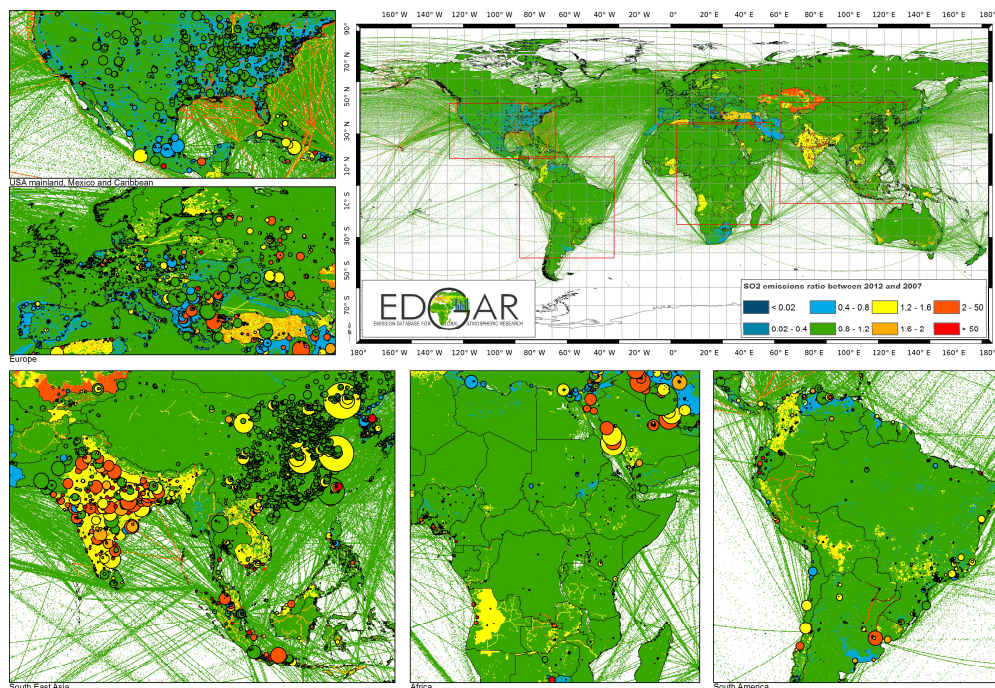 160° W 140° W 120° W 100° W 80° W 60° W 40° W 20° W 0° 20° E 40° E 60° E 80° E 100° E 120° E 140° E 160° E 180°
90°
70° N
50° N
30° N
10° N
10° S
30° S
50° S
70° S
180° 160° W 140° W 120° W 100° W 80° W 60° W 40° W 20° W 0° 20° E 40° E 60° E 80° E 100° E 120° E 140° E 160° E 180°
USA mainland, Mexico and Caribbean
Europe
EDGAR
EMISSION DATABASE FOR GLOBAL ATMOSPHERIC RESEARCH
SO2 emissions ratio between 2012 and 2007
< 0.02 0.4 - 0.8 1.2 - 1.6 2 - 50
0.02 - 0.4 0.8 - 1.2 1.6 - 2 > 50
South East Asia
Africa
South America